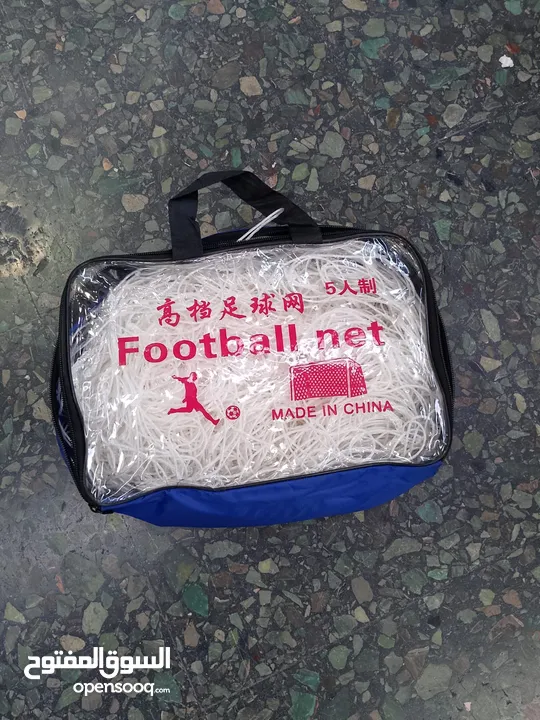 高档足球网 5人制
Football net
MADE IN CHINA
السوق المفتوح
opensooq.com